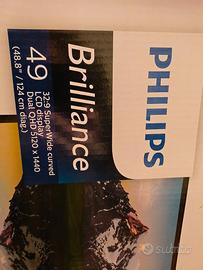 PHILIPS
Brilliance
49
32:9 SuperWide curved
LCD display
Dual QHD 5120 x 1440
(48.8" / 124 cm diag.)
subito